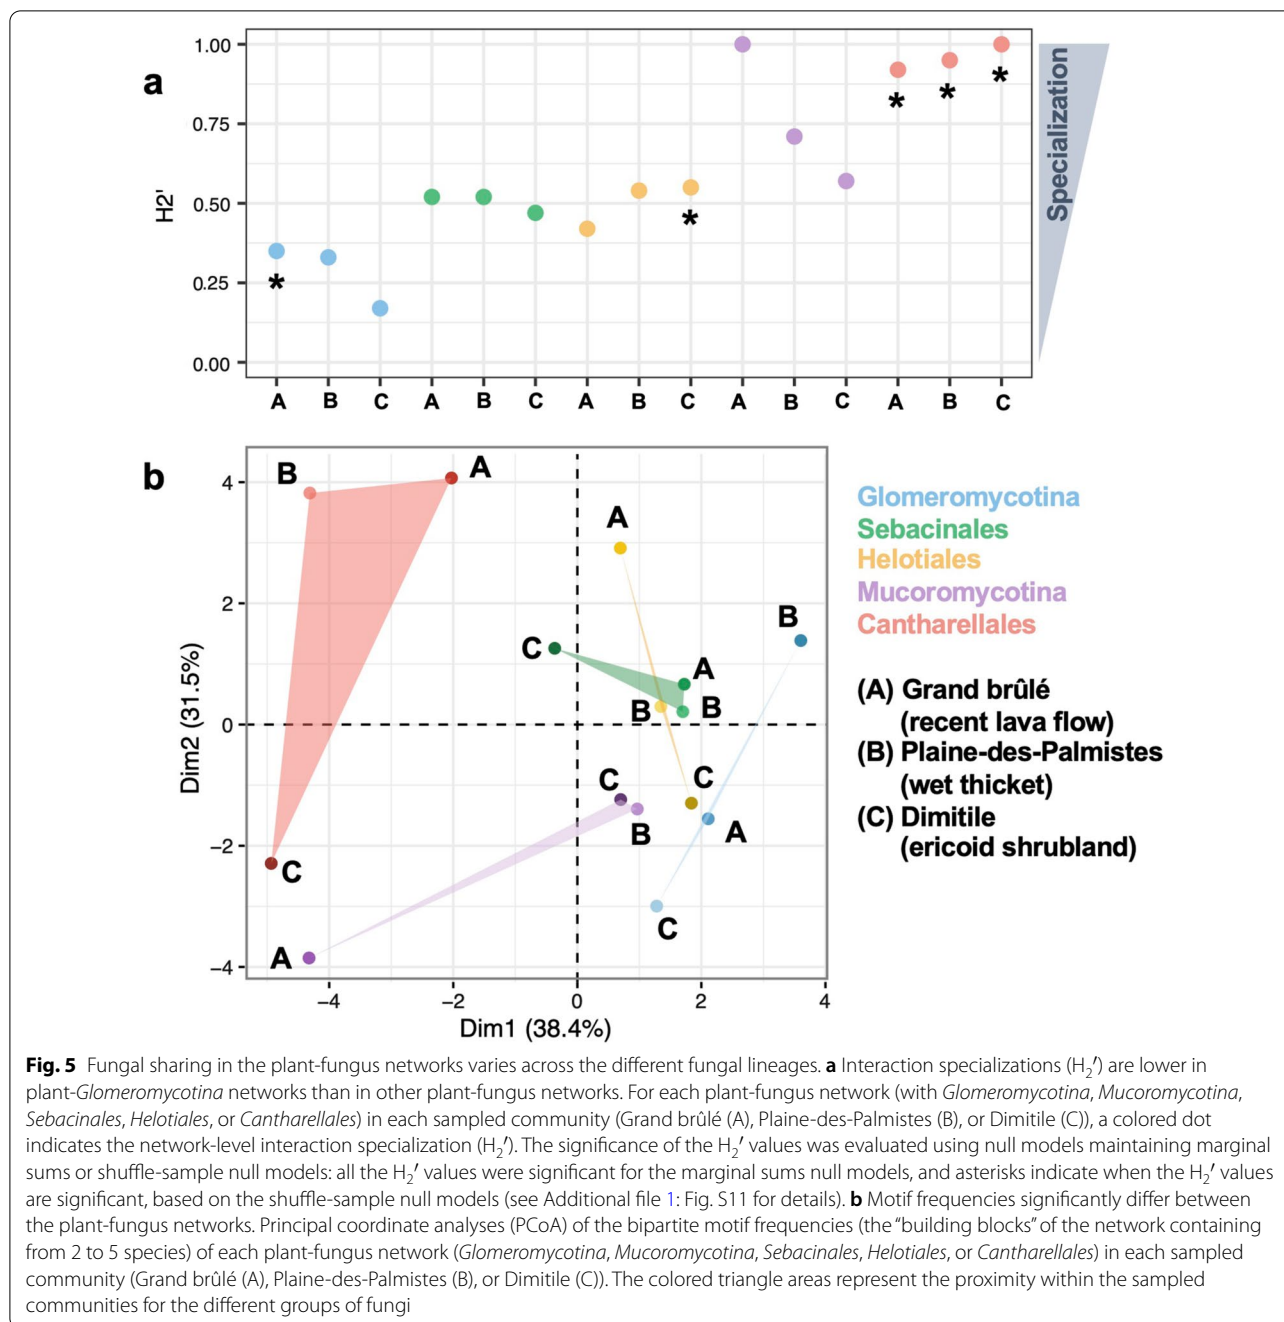 a
1.00
0.75
0.50
0.25
0.00
H2'
*
*
*
*
*
Specialization
A B C A B C A B C A B C A B C
b
4
2
0
−2
−4
Dim2 (31.5%)
B
A
C
A
C
A
B
B
B
C
C
B
A
C
A
−4 −2 0 2 4
Dim1 (38.4%)
Glomeromycotina
Sebacinales
Helotiales
Mucoromycotina
Cantharellales
(A) Grand brûlé
(recent lava flow)
(B) Plaine-des-Palmistes
(wet thicket)
(C) Dimitile
(ericoid shrubland)
Fig. 5 Fungal sharing in the plant-fungus networks varies across the different fungal lineages. a Interaction specializations (H₂′) are lower in
plant-Glomeromycotina networks than in other plant-fungus networks. For each plant-fungus network (with Glomeromycotina, Mucoromycotina,
Sebacinales, Helotiales, or Cantharellales) in each sampled community (Grand brûlé (A), Plaine-des-Palmistes (B), or Dimitile (C)), a colored dot
indicates the network-level interaction specialization (H₂′). The significance of the H₂′ values was evaluated using null models maintaining marginal
sums or shuffle-sample null models: all the H₂′ values were significant for the marginal sums null models, and asterisks indicate when the H₂′ values
are significant, based on the shuffle-sample null models (see Additional file 1: Fig. S11 for details). b Motif frequencies significantly differ between
the plant-fungus networks. Principal coordinate analyses (PCoA) of the bipartite motif frequencies (the “building blocks” of the network containing
from 2 to 5 species) of each plant-fungus network (Glomeromycotina, Mucoromycotina, Sebacinales, Helotiales, or Cantharellales) in each sampled
community (Grand brûlé (A), Plaine-des-Palmistes (B), or Dimitile (C)). The colored triangle areas represent the proximity within the sampled
communities for the different groups of fungi